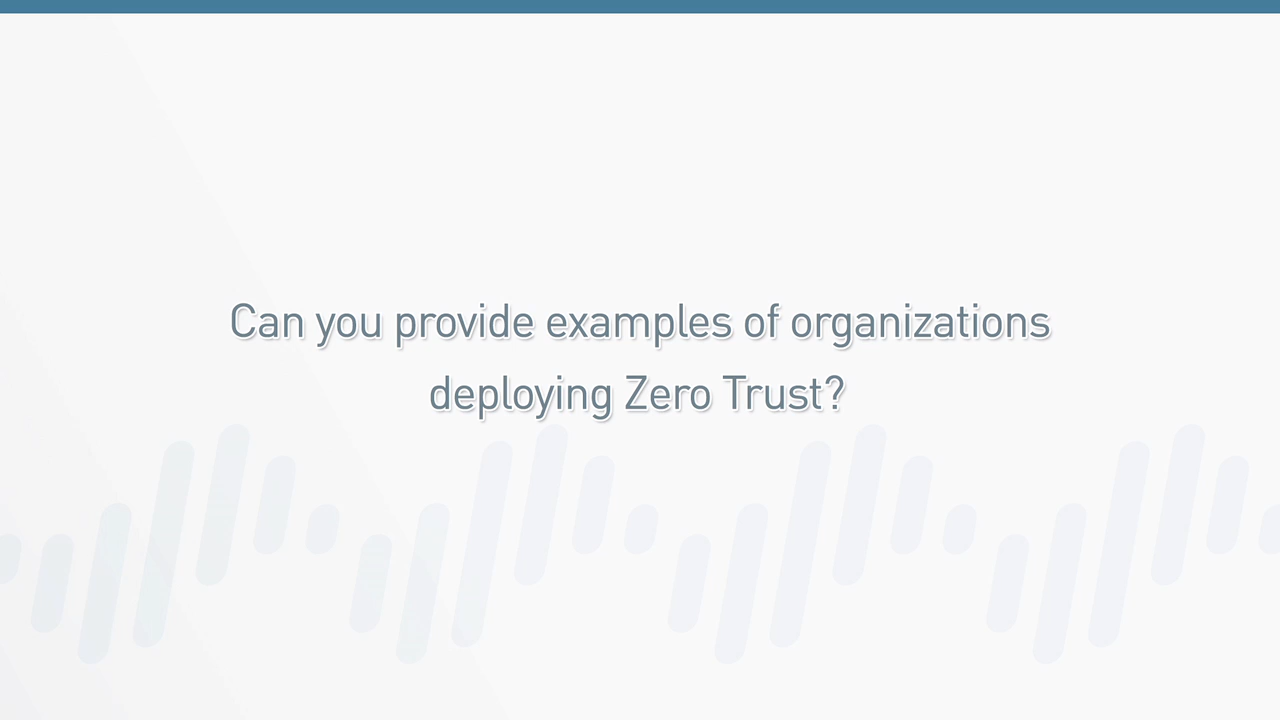 Can you provide examples of organizations
deploying Zero Trust?